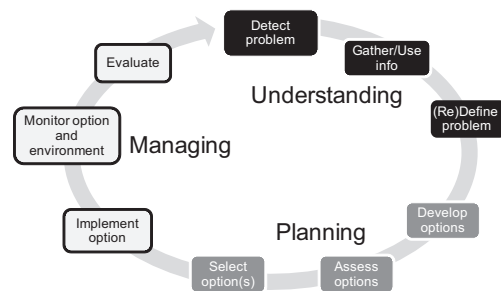 Detect
problem
Gather/Use
info
(Re)Define
problem
Understanding
Develop
options
Assess
options
Select
option(s)
Planning
Implement
option
Monitor option
and
environment
Evaluate
Managing